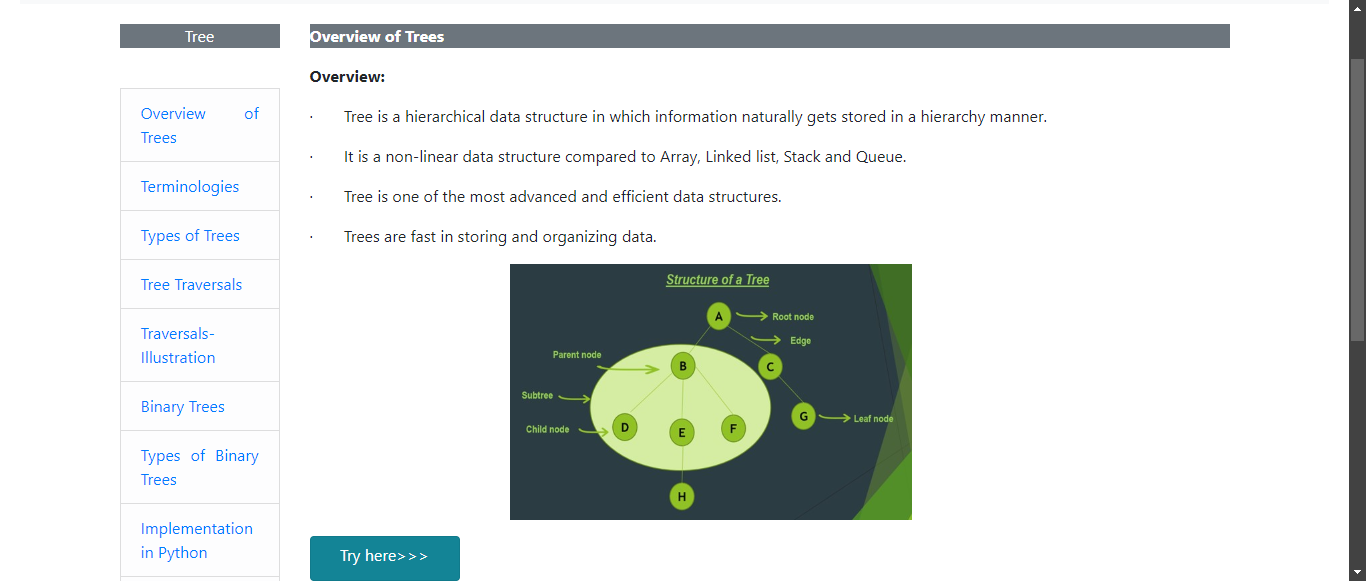 Tree
Overview of
Trees
Terminologies
Types of Trees
Tree Traversals
Traversals-
Illustration
Binary Trees
Types of Binary
Trees
Implementation
in Python
Overview of Trees
Overview:
· Tree is a hierarchical data structure in which information naturally gets stored in a hierarchy manner.
· It is a non-linear data structure compared to Array, Linked list, Stack and Queue.
· Tree is one of the most advanced and efficient data structures.
· Trees are fast in storing and organizing data.
Structure of a Tree
A
Root node
Edge
Parent node
B
C
Subtree
Child node
D
E
F
G
Leaf node
H
Try here>>>